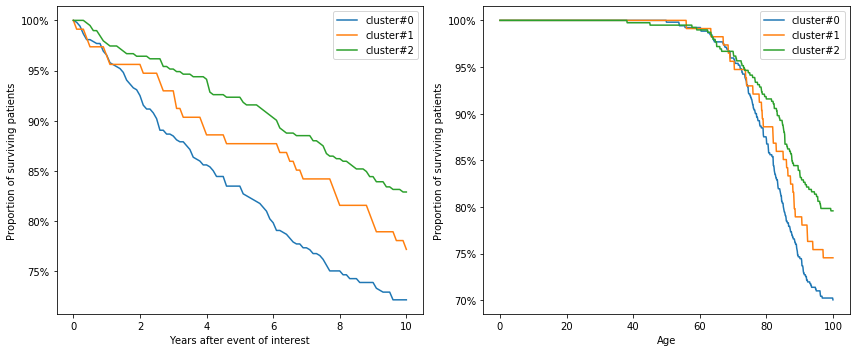 100%
95%
90%
85%
80%
75%
0
2
4
6
8
10
Years after event of interest
Proportion of surviving patients
cluster#0
cluster#1
cluster#2
100%
95%
90%
85%
80%
75%
70%
0
20
40
60
80
100
Age
Proportion of surviving patients
cluster#0
cluster#1
cluster#2